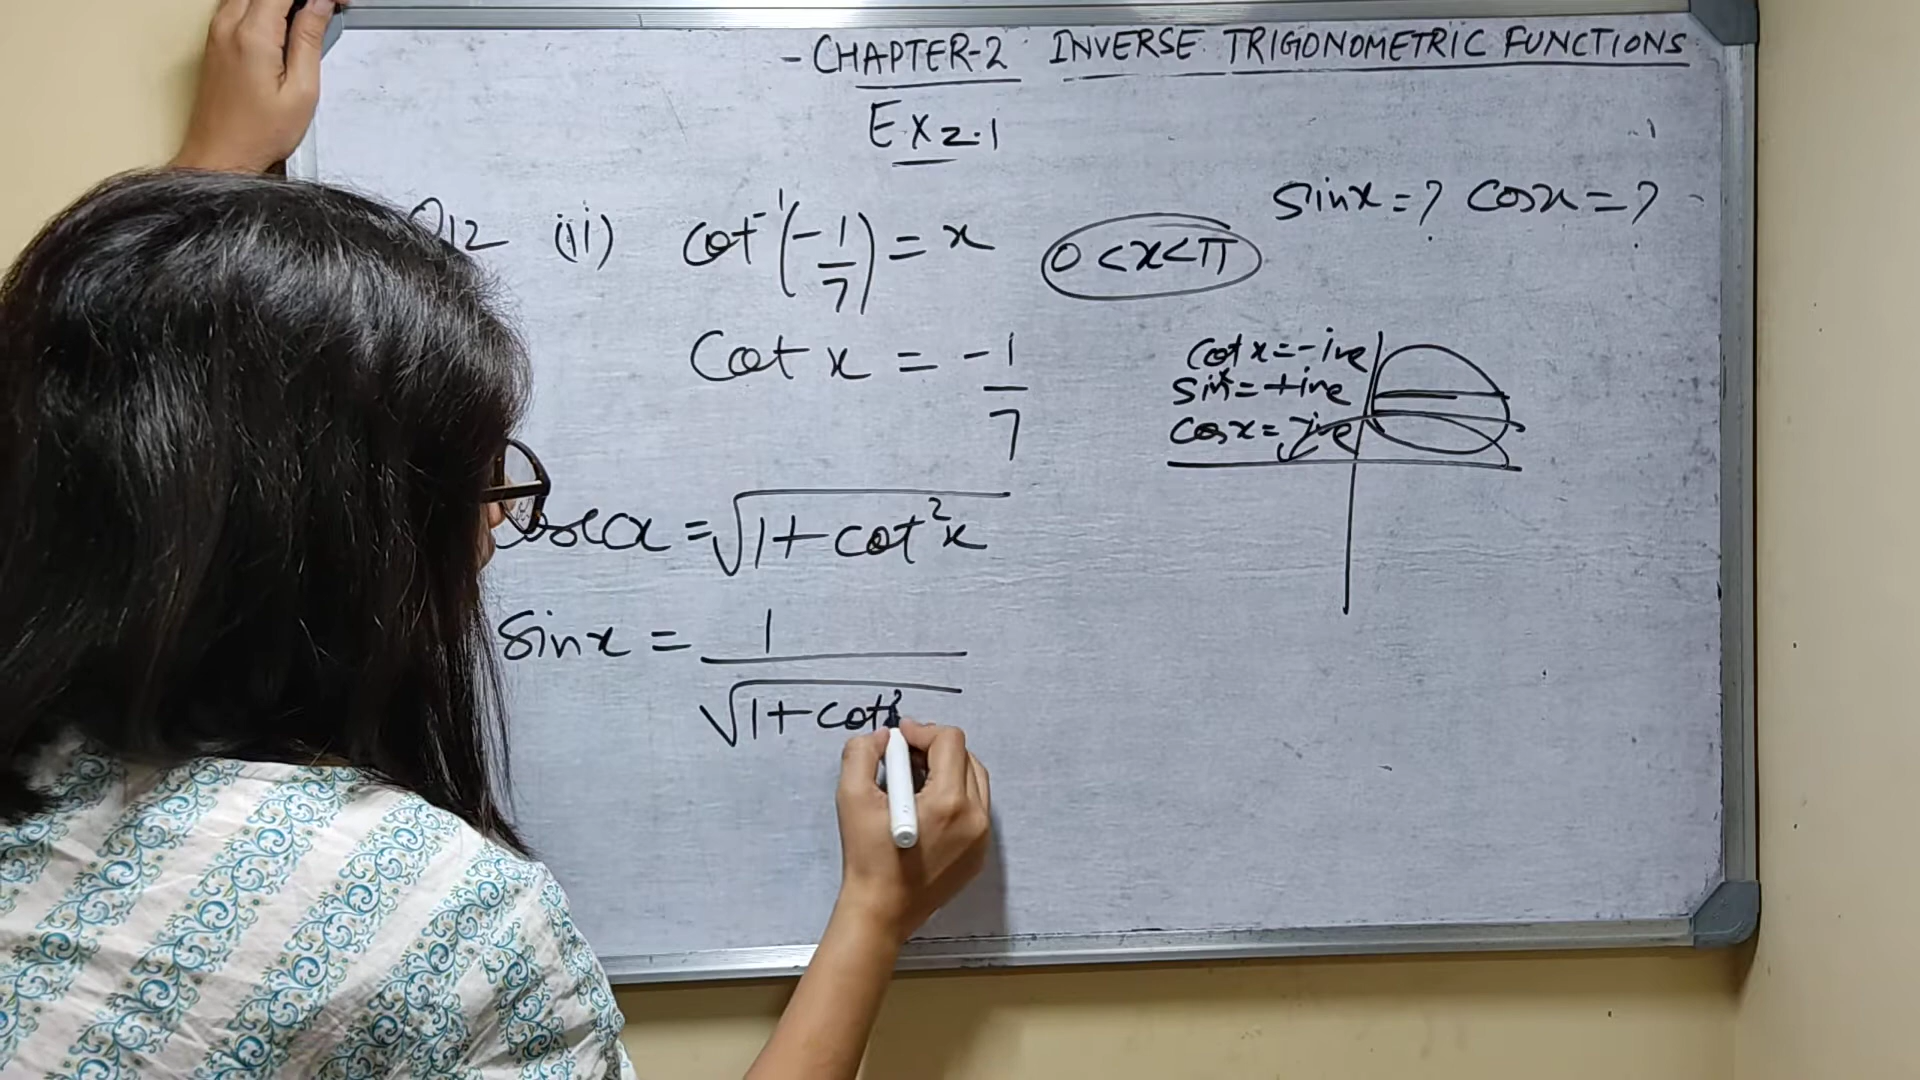 - CHAPTER-2 INVERSE TRIGONOMETRIC FUNCTIONS
Ex 2.1
sinx = ? cosx = ?
Q12 (ii) cot⁻¹(-1/7) = x 0 < x < π
Cot x = -1/7
cot x = -ive
sinx = +ive
cosx = -ive
cosecx = √1+cot²x
sinx = 1/√1+cot²